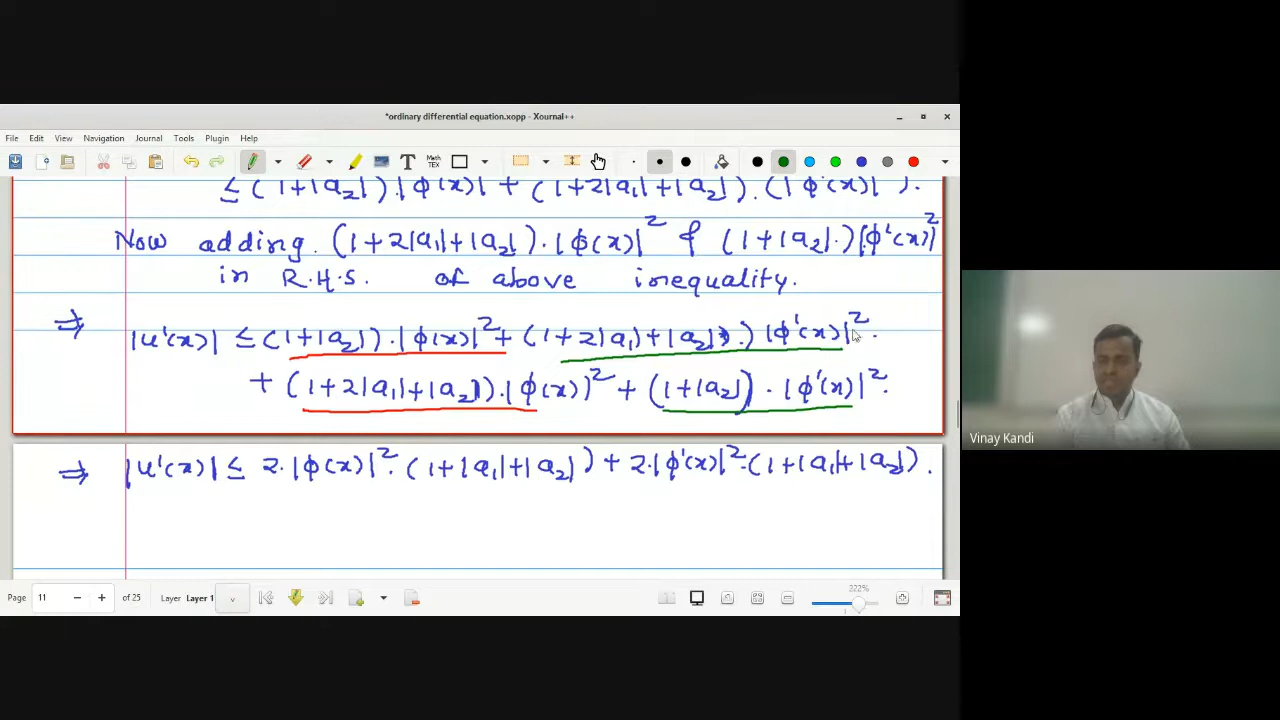 *ordinary differential equation.xopp - Xournal++
File Edit View Navigation Journal Tools Plugin Help
T Math TEX
≤ (1+|a₂|).|ϕ(x)| + (1+2|a₁|+|a₂|).(|ϕ'(x)|).
Now adding. (1+2|a₁|+|a₂|).|ϕ(x)|² & (1+|a₂|.)|ϕ'(x)|²
in R.H.S. of above inequality.
⇒ |u'(x)| ≤ (1+|a₂|).|ϕ(x)|² + (1+2|a₁|+|a₂|).)|ϕ'(x)|².
+ (1+2|a₁|+|a₂|).|ϕ(x)|² + (1+|a₂|).|ϕ'(x)|².
⇒ |u'(x)| ≤ 2.|ϕ(x)|².(1+|a₁|+|a₂|) + 2.|ϕ'(x)|².(1+|a₁|+|a₂|).
Page 11 of 25 Layer Layer 1 222%
Vinay Kandi